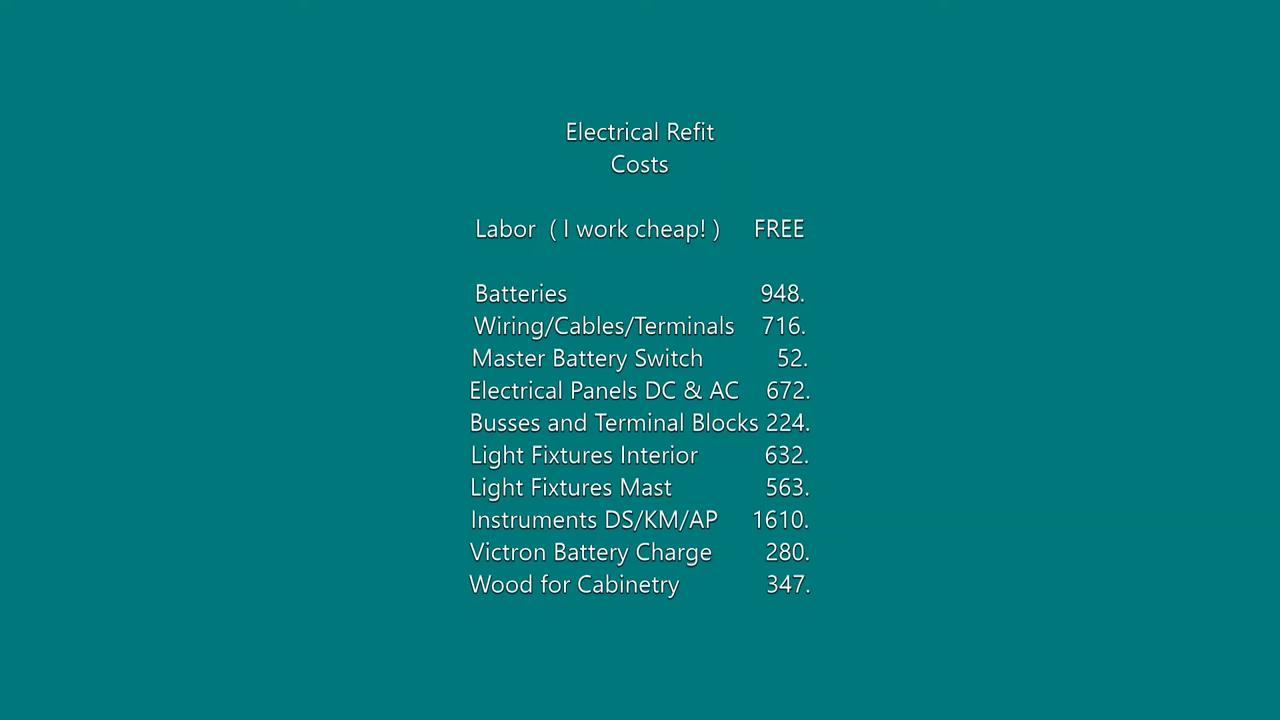 Electrical Refit
Costs
Labor ( I work cheap! ) FREE
Batteries 948.
Wiring/Cables/Terminals 716.
Master Battery Switch 52.
Electrical Panels DC & AC 672.
Busses and Terminal Blocks 224.
Light Fixtures Interior 632.
Light Fixtures Mast 563.
Instruments DS/KM/AP 1610.
Victron Battery Charge 280.
Wood for Cabinetry 347.